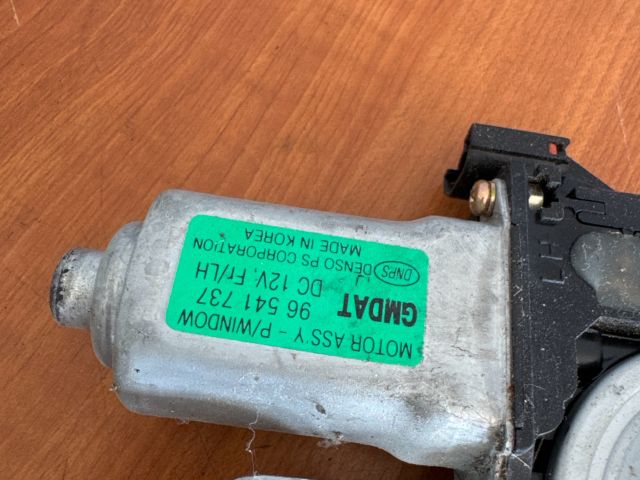 MOTOR ASS'Y - P/WINDOW
GMDAT 96 541 737
DC 12V. Fr/LH
DNPS DENSO PS CORPORATION
MADE IN KOREA
LH